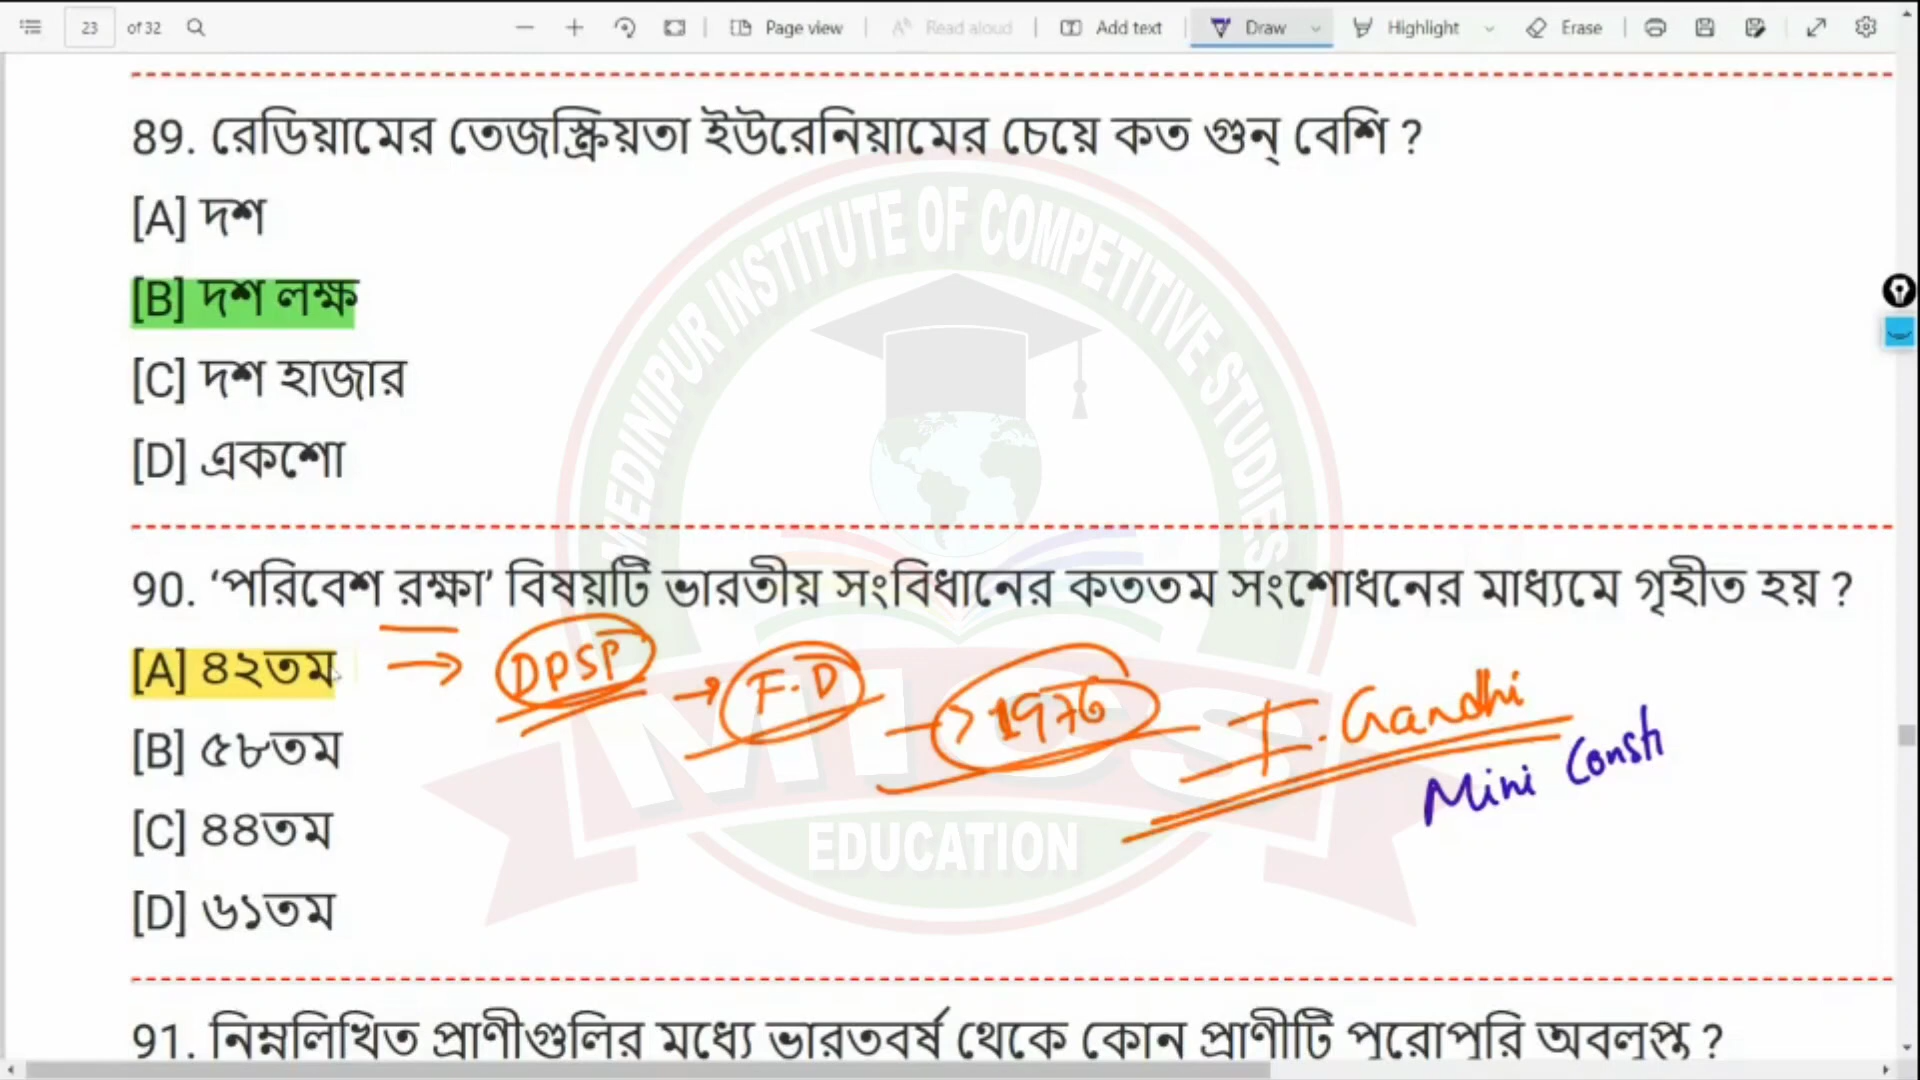 23 of 32 Page view Read aloud Add text Draw Highlight Erase
89. রেডিয়ামের তেজস্ক্রিয়তা ইউরেনিয়ামের চেয়ে কত গুন্ বেশি ?
[A] দশ
[B] দশ লক্ষ
[C] দশ হাজার
[D] একশো
MEDINIPUR INSTITUTE OF COMPETITIVE STUDIES
90. ‘পরিবেশ রক্ষা’ বিষয়টি ভারতীয় সংবিধানের কততম সংশোধনের মাধ্যমে গৃহীত হয় ?
[A] ৪২তম → DPSP → F.D → 1976 - I. Gandhi
Mini Consti
[B] ৫৮তম
[C] ৪৪তম
[D] ৬১তম
MICS
EDUCATION
91. নিম্নলিখিত প্রাণীগুলির মধ্যে ভারতবর্ষ থেকে কোন প্রাণীটি পুরোপুরি অবলুপ্ত ?